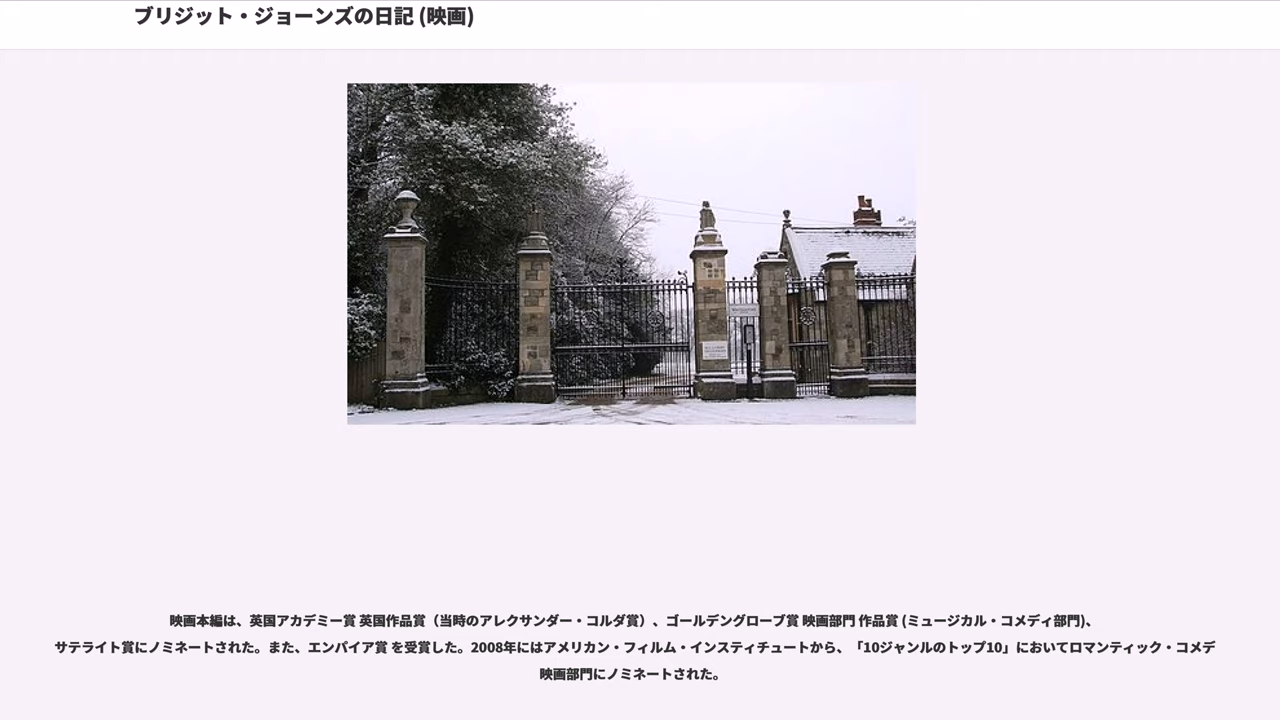 ブリジット・ジョーンズの日記 (映画)
映画本編は、英国アカデミー賞 英国作品賞（当時のアレクサンダー・コルダ賞）、ゴールデングローブ賞 映画部門 作品賞 (ミュージカル・コメディ部門)、
サテライト賞にノミネートされた。また、エンパイア賞 を受賞した。2008年にはアメリカン・フィルム・インスティチュートから、「10ジャンルのトップ10」においてロマンティック・コメデ
映画部門にノミネートされた。